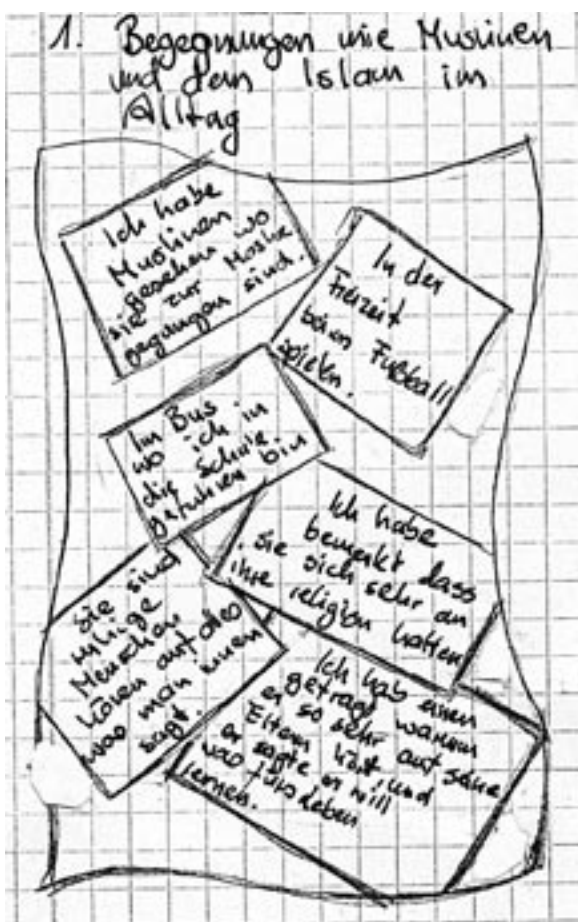 1. Begegnungen mie Muslimen
und dem Islam im
Alltag
Ich habe
Muslimen
gesehen wo
sie zur Moske
gegangen sind.
In der
Freizeit
beim Fußball
spielen.
Im Bus
wo ich in
die Schule
gefahren bin
Ich habe
bemerkt dass
sie sich sehr an
ihre religion halten
Sie sind
ruhige
Menschen
hören auf alles
was man innen
sagt.
Ich hab einen
gefragt warum
er so sehr auf seine
Eltern hört und
er sagte er will
was fürs Leben
lernen.